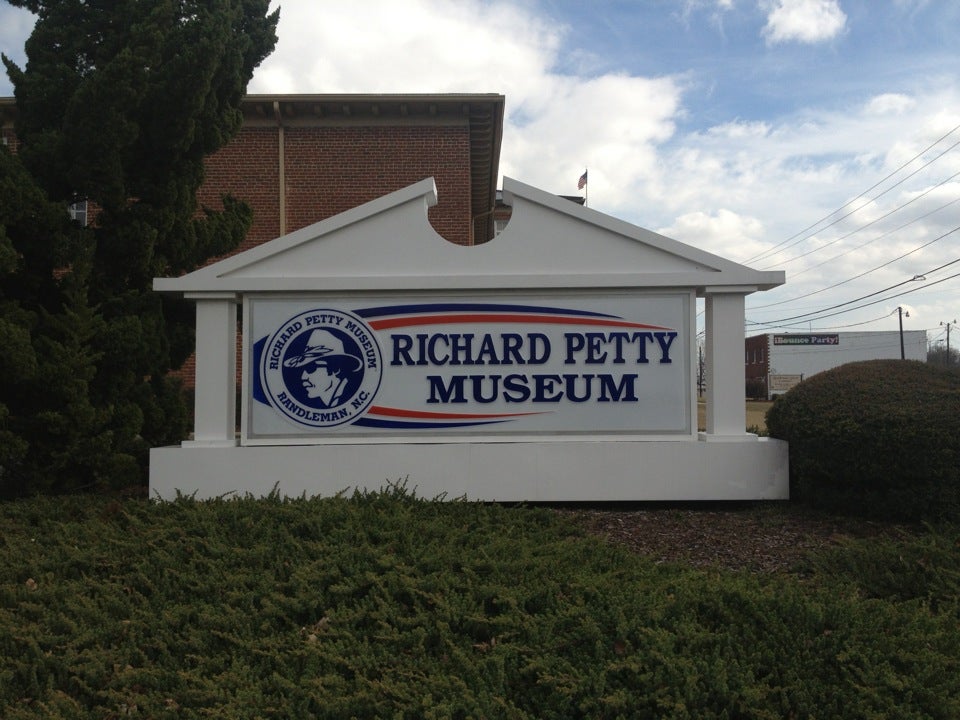 RICHARD PETTY MUSEUM
RANDLEMAN, N.C.
RICHARD PETTY
MUSEUM
¡Bounce Party!